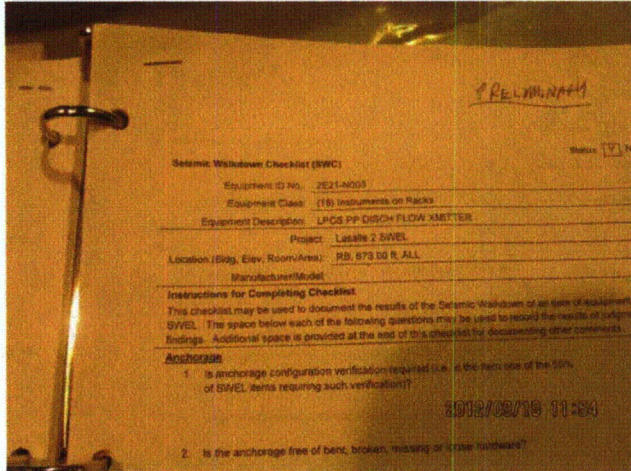 PRELIMINARY
Status: Y N
Seismic Walkdown Checklist (SWC)
Equipment ID No.: 2E21-N003
Equipment Class: (18) Instruments on Racks
Equipment Description: LPCS PP DISCH FLOW XMITTER
Project: Lasalle 2 SWEL
Location (Bldg, Elev, Room/Area): RB, 673.00 ft, ALL
Manufacturer/Model:
Instructions for Completing Checklist
This checklist may be used to document the results of the Seismic Walkdown of an item of equipment
SWEL. The space below each of the following questions may be used to record the results of judgm
findings. Additional space is provided at the end of this checklist for documenting other comments.
Anchorage
1. Is anchorage configuration verification required (i.e., is the item one of the 50%
of SWEL items requiring such verification)?
11:54
2. Is the anchorage free of bent, broken, missing or loose hardware?